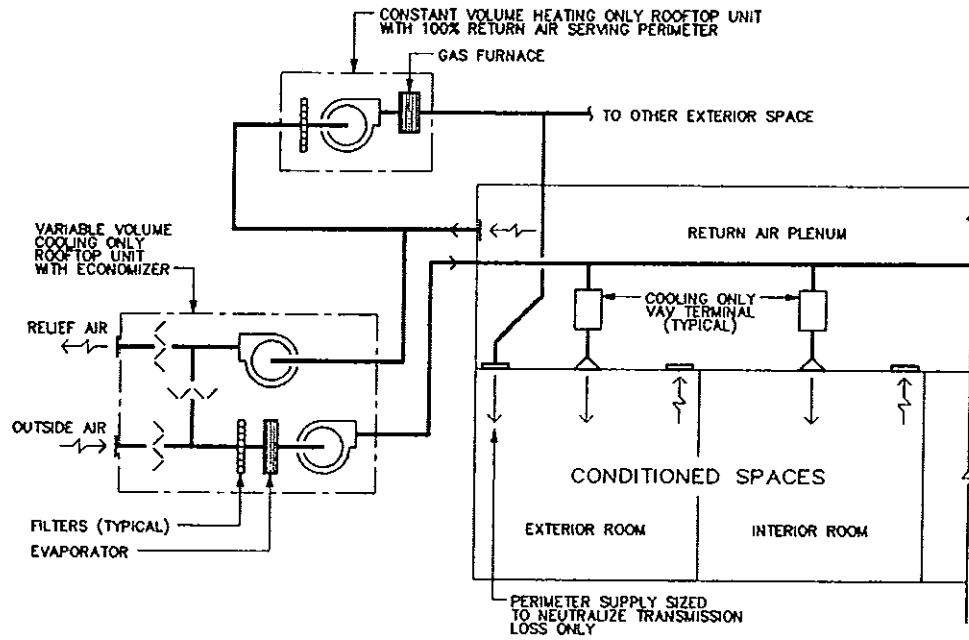 CONSTANT VOLUME HEATING ONLY ROOFTOP UNIT
WITH 100% RETURN AIR SERVING PERIMETER
GAS FURNACE
TO OTHER EXTERIOR SPACE
VARIABLE VOLUME
COOLING ONLY
ROOFTOP UNIT
WITH ECONOMIZER
RETURN AIR PLENUM
COOLING ONLY
VAV TERMINAL
(TYPICAL)
RELIEF AIR
OUTSIDE AIR
CONDITIONED SPACES
FILTERS (TYPICAL)
EXTERIOR ROOM
INTERIOR ROOM
EVAPORATOR
PERIMETER SUPPLY SIZED
TO NEUTRALIZE TRANSMISSION
LOSS ONLY